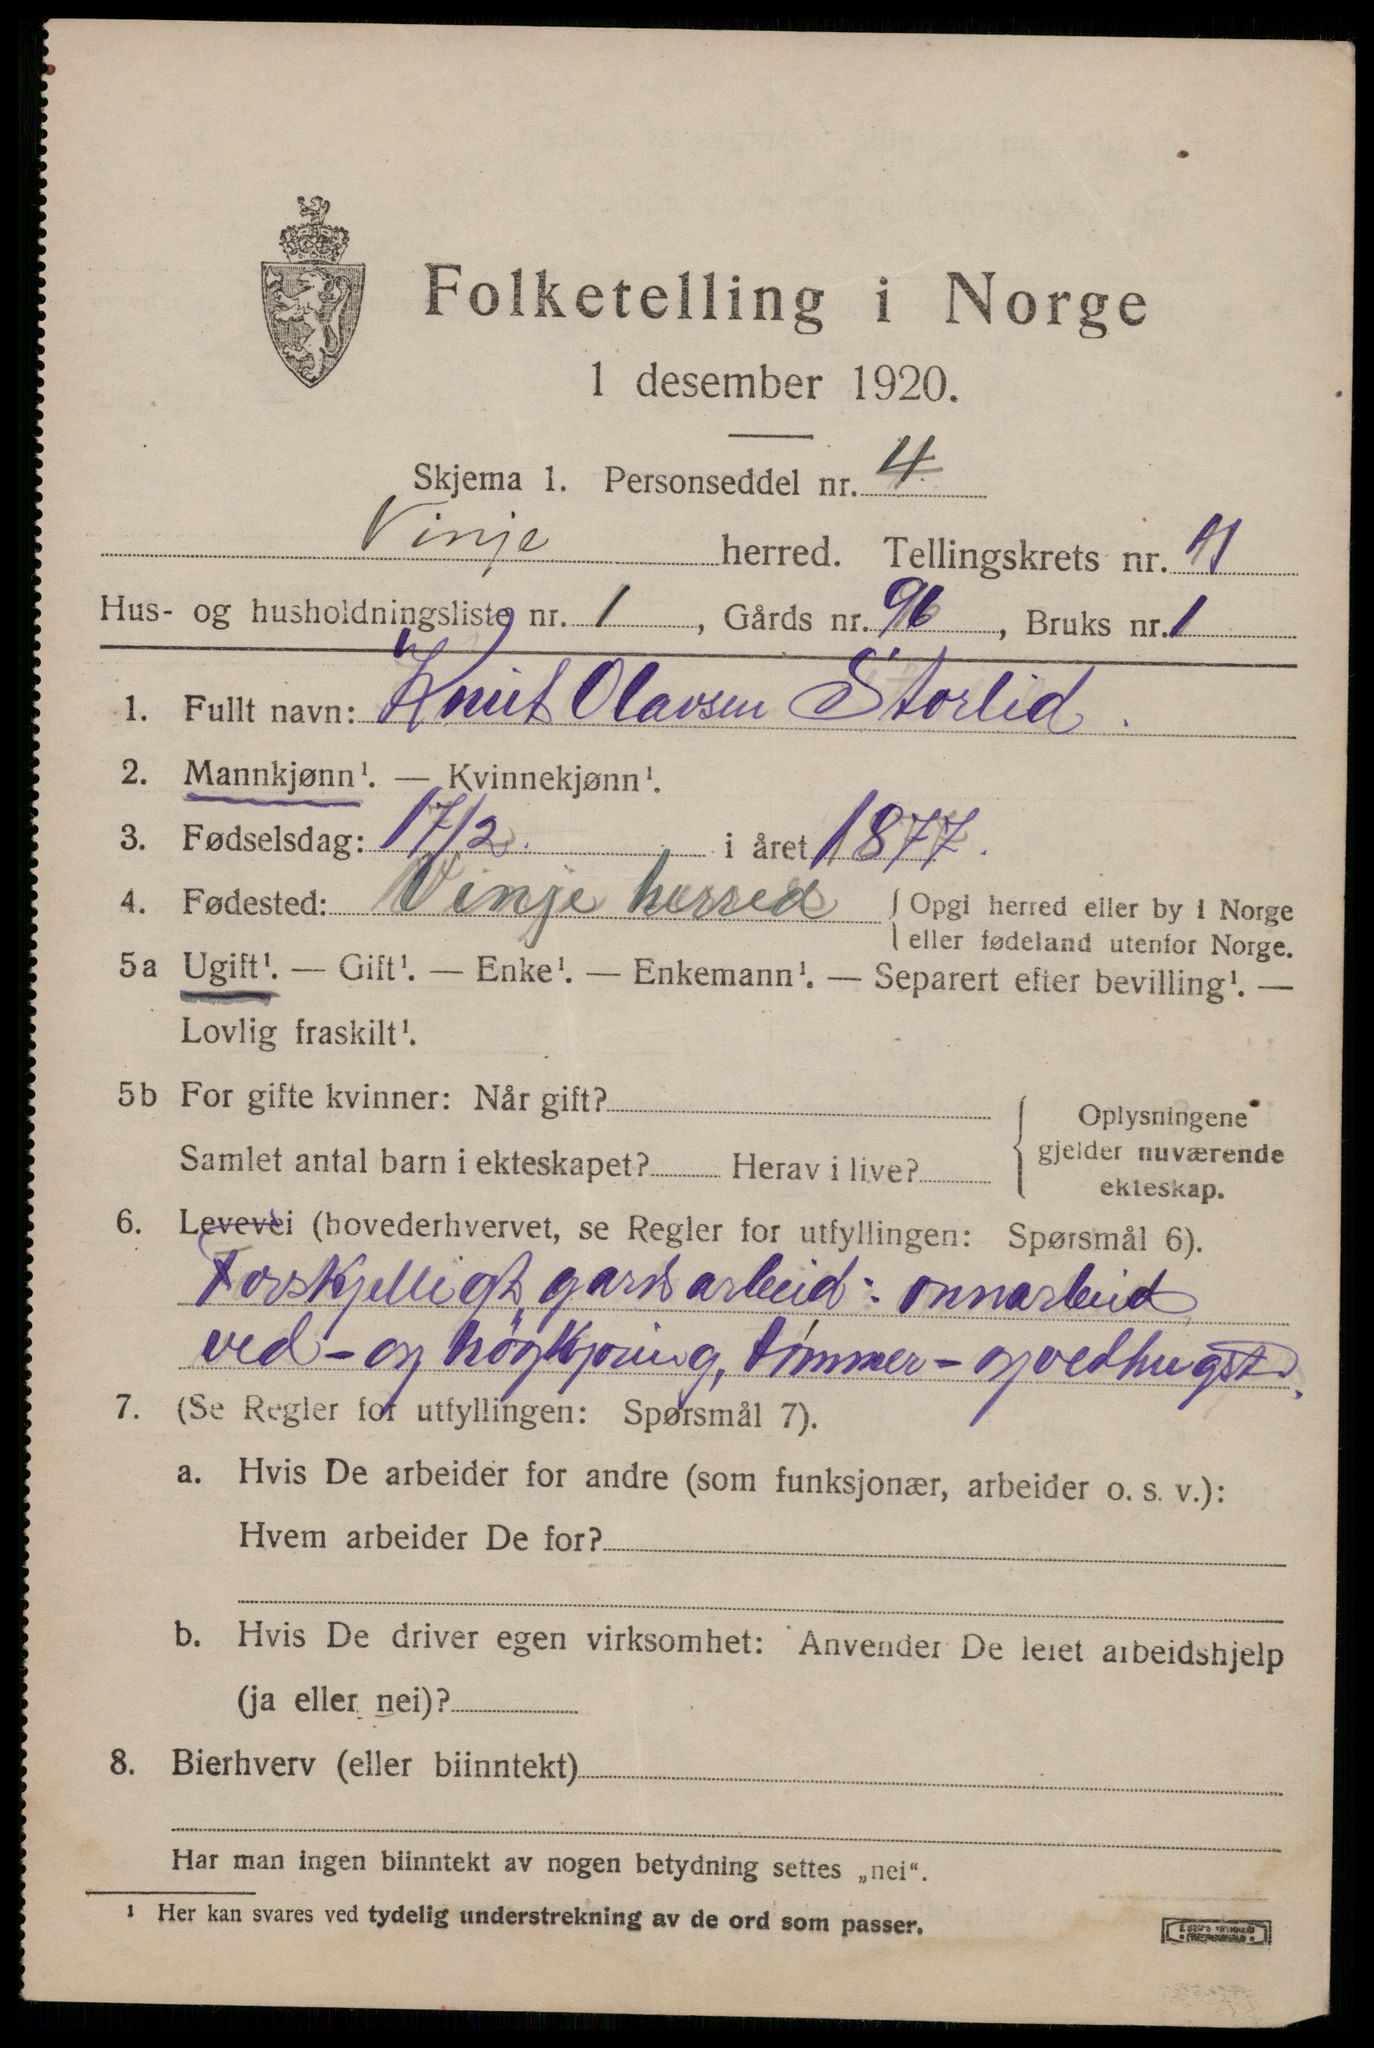 Folketelling i Norge
1 desember 1920.
Skjema 1. Personseddel nr. 4
Vinje herred. Tellingskrets nr. 11
Hus- og husholdningsliste nr. 1, Gårds nr. 96, Bruks nr. 1
1. Fullt navn: Knut Olavsen Storlid.
2. Mannkjønn¹. — Kvinnekjønn¹.
3. Fødselsdag: 17/2. i året 1877.
4. Fødested: Vinje herred { Opgi herred eller by i Norge
eller fødeland utenfor Norge.
5a Ugift¹. — Gift¹. — Enke¹. — Enkemann¹. — Separert efter bevilling¹. —
Lovlig fraskilt¹.
5b For gifte kvinner: Når gift?
Samlet antal barn i ekteskapet? Herav i live?
{ Oplysningene
gjelder nuværende
ekteskap.
6. Levevei (hovederhvervet, se Regler for utfyllingen: Spørsmål 6).
Forskjelligt gardsarbeid: onnarbeid
ved- og høykjøring, tømmer- og vedhugst.
7. (Se Regler for utfyllingen: Spørsmål 7).
a. Hvis De arbeider for andre (som funksjonær, arbeider o. s. v.):
Hvem arbeider De for?
b. Hvis De driver egen virksomhet: Anvender De leiet arbeidshjelp
(ja eller nei)?
8. Bierhverv (eller biinntekt)
Har man ingen biinntekt av nogen betydning settes „nei“.
¹ Her kan svares ved tydelig understrekning av de ord som passer.